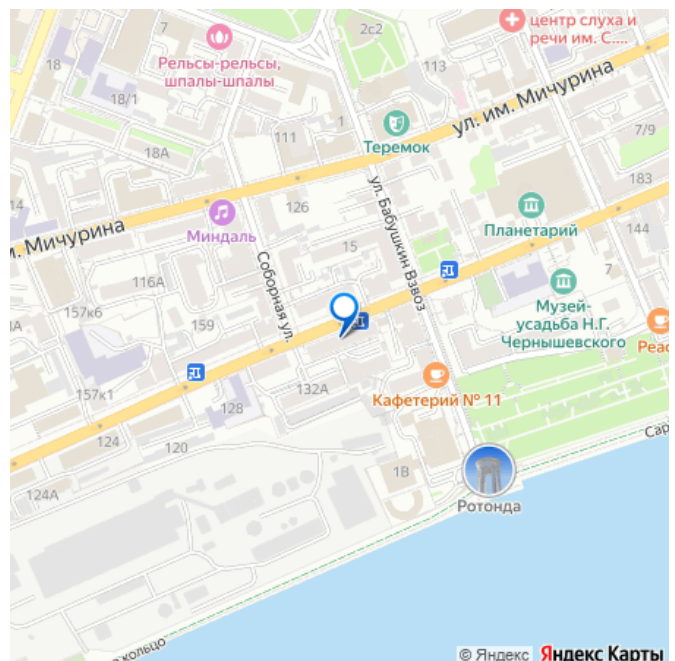 центр слуха и
речи им. С....
2с2
7
Рельсы-рельсы,
шпалы-шпалы
18
113
18/1
ул. им. Мичурина
1
111
Теремок
7/9
18А
183
14
126
Миндаль
ул. Бабушкин Взвоз
Планетарий
144
м. Мичурина
15
Соборная ул.
116А
7
157к6
Музей-
усадьба Н.Г.
Чернышевского
159
Реас
157к1
132А
Кафетерий № 11
128
124
120
Сар
1В
124А
Ротонда
о кольцо
© Яндекс Яндекс Карты